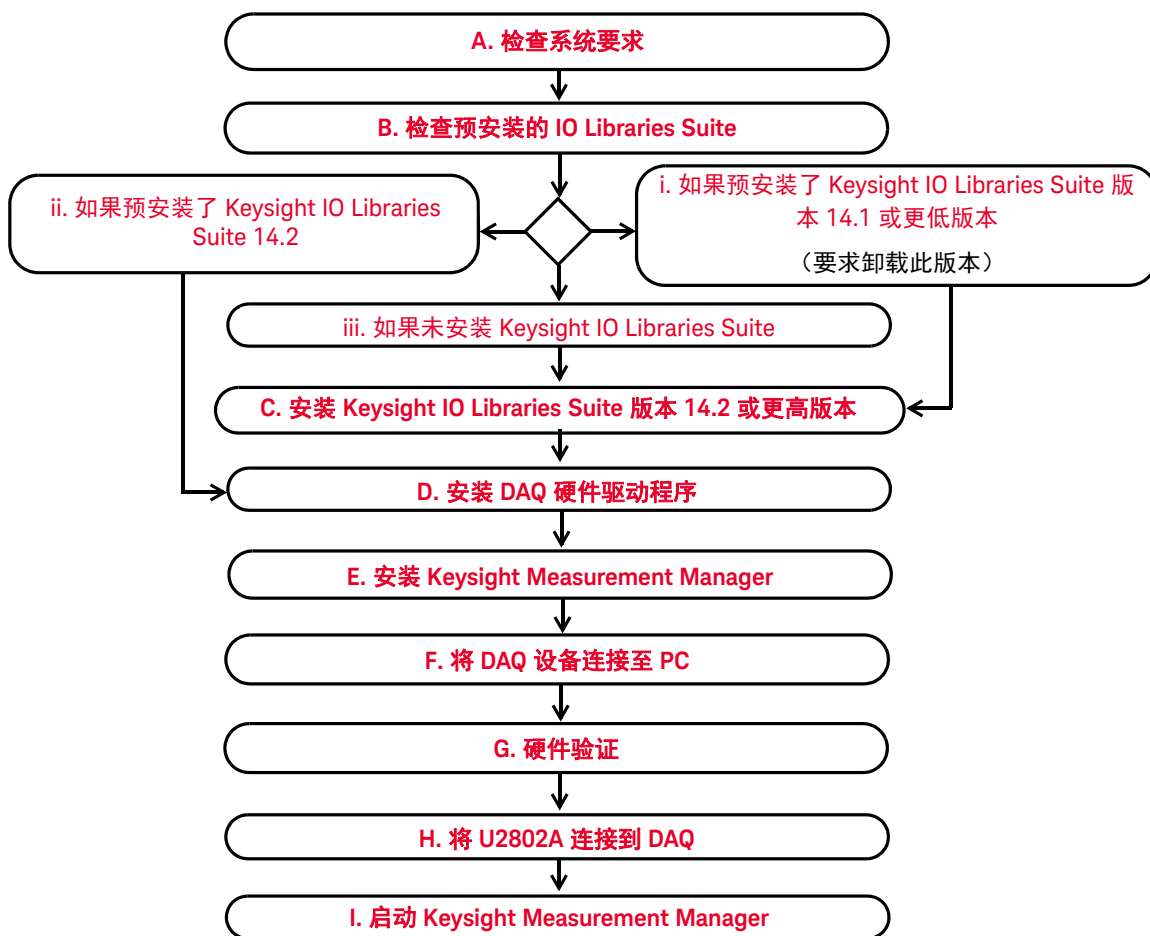 A. 检查系统要求
B. 检查预安装的 IO Libraries Suite
ii. 如果预安装了 Keysight IO Libraries
Suite 14.2
i. 如果预安装了 Keysight IO Libraries Suite 版
本 14.1 或更低版本
（要求卸载此版本）
iii. 如果未安装 Keysight IO Libraries Suite
C. 安装 Keysight IO Libraries Suite 版本 14.2 或更高版本
D. 安装 DAQ 硬件驱动程序
E. 安装 Keysight Measurement Manager
F. 将 DAQ 设备连接至 PC
G. 硬件验证
H. 将 U2802A 连接到 DAQ
I. 启动 Keysight Measurement Manager